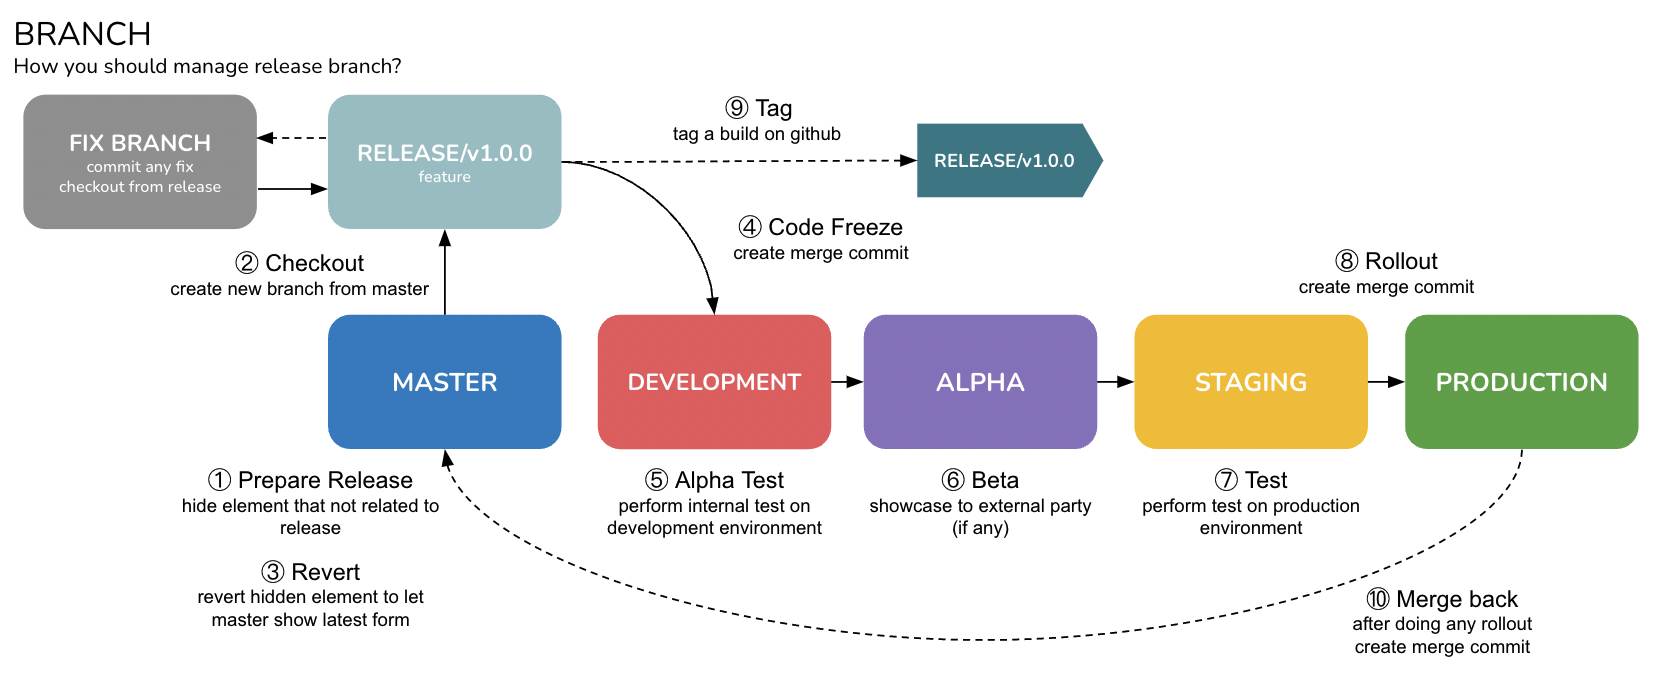 BRANCH
How you should manage release branch?
FIX BRANCH
commit any fix
checkout from release
RELEASE/v1.0.0
feature
⑨ Tag
tag a build on github
RELEASE/v1.0.0
④ Code Freeze
create merge commit
② Checkout
create new branch from master
⑧ Rollout
create merge commit
MASTER
DEVELOPMENT
ALPHA
STAGING
PRODUCTION
① Prepare Release
hide element that not related to
release
⑤ Alpha Test
perform internal test on
development environment
⑥ Beta
showcase to external party
(if any)
⑦ Test
perform test on production
environment
③ Revert
revert hidden element to let
master show latest form
⑩ Merge back
after doing any rollout
create merge commit